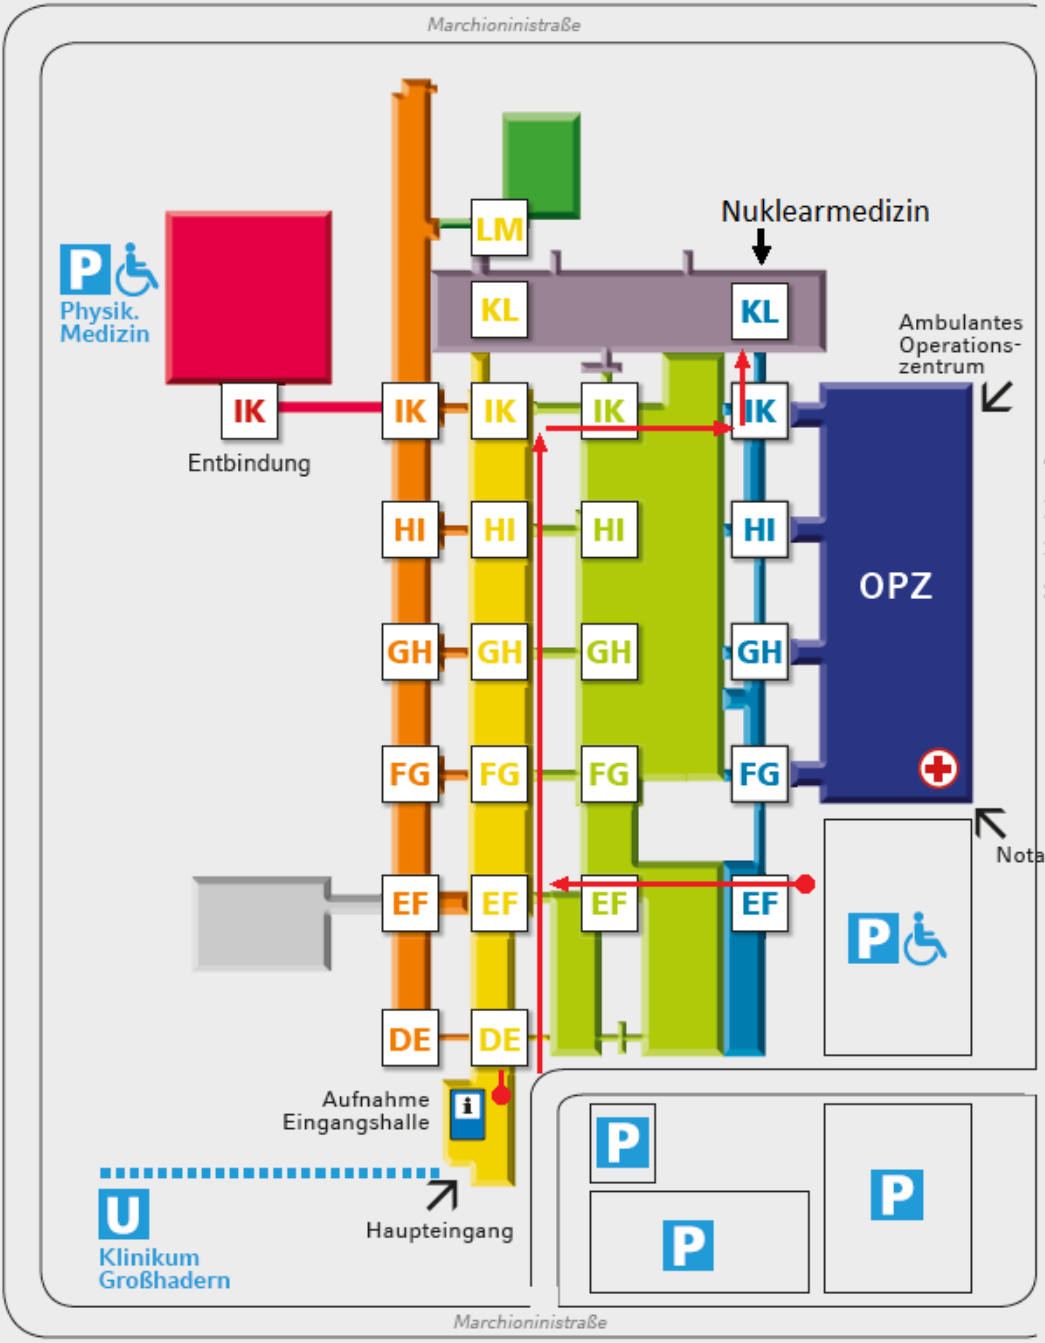 Marchioninistraße
LM
Nuklearmedizin
P
Physik.
Medizin
KL
KL
Ambulantes
Operations-
zentrum
IK
IK
IK
IK
IK
Entbindung
HI
HI
HI
HI
OPZ
GH
GH
GH
GH
FG
FG
FG
FG
Nota
EF
EF
EF
EF
P
DE
DE
Aufnahme
Eingangshalle
i
P
P
P
U
Haupteingang
Klinikum
Großhadern
Marchioninistraße